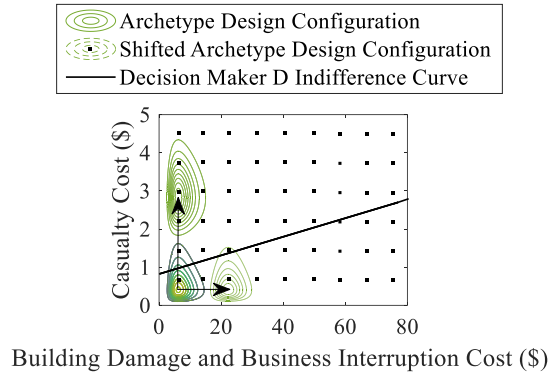 Archetype Design Configuration
Shifted Archetype Design Configuration
Decision Maker D Indifference Curve
5
4
3
2
1
0
Casualty Cost ($)
0 20 40 60 80
Building Damage and Business Interruption Cost ($)